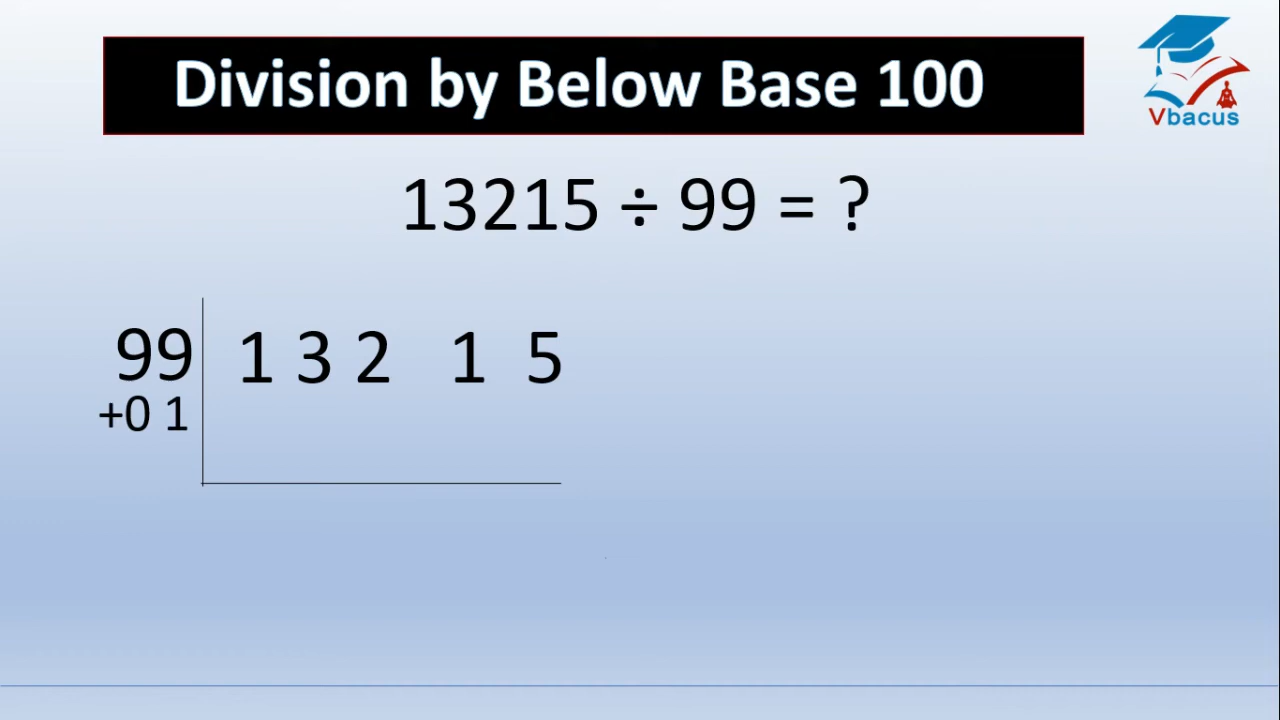 Division by Below Base 100
Vbacus
13215 ÷ 99 = ?
99 1 3 2 1 5
+0 1